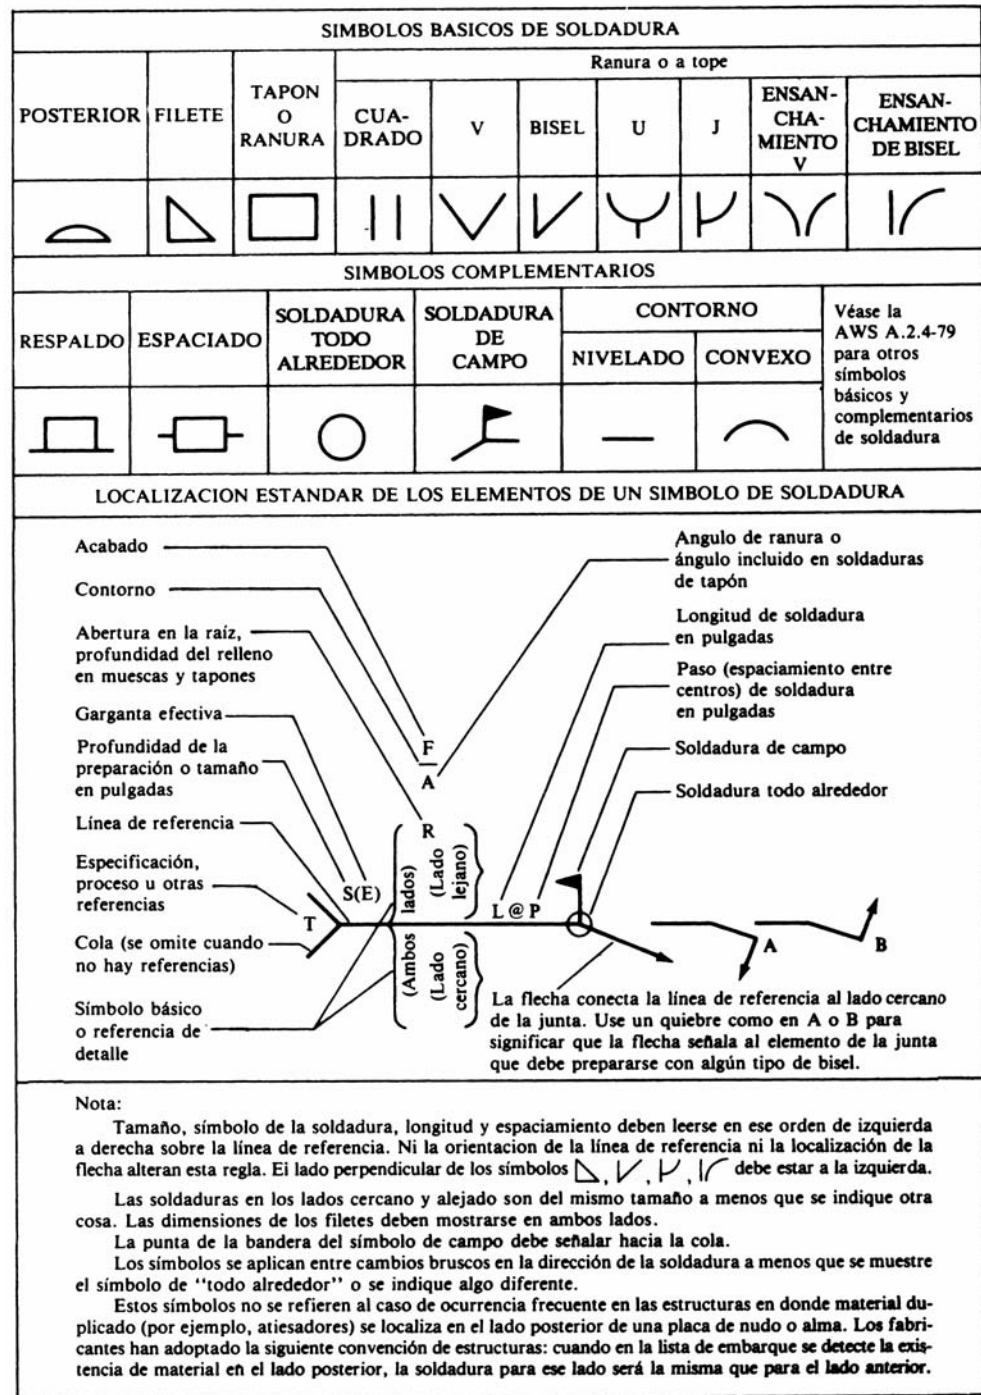 SIMBOLOS BASICOS DE SOLDADURA
POSTERIOR
FILETE
TAPON
O
RANURA
Ranura o a tope
CUA-
DRADO
V
BISEL
U
J
ENSAN-
CHA-
MIENTO
V
ENSAN-
CHAMIENTO
DE BISEL
SIMBOLOS COMPLEMENTARIOS
RESPALDO
ESPACIADO
SOLDADURA
TODO
ALREDEDOR
SOLDADURA
DE
CAMPO
CONTORNO
NIVELADO
CONVEXO
Véase la
AWS A.2.4-79
para otros
símbolos
básicos y
complementarios
de soldadura
LOCALIZACION ESTANDAR DE LOS ELEMENTOS DE UN SIMBOLO DE SOLDADURA
Acabado
Contorno
Abertura en la raíz,
profundidad del relleno
en muescas y tapones
Garganta efectiva
Profundidad de la
preparación o tamaño
en pulgadas
Línea de referencia
Especificación,
proceso u otras
referencias
Cola (se omite cuando
no hay referencias)
Símbolo básico
o referencia de
detalle
F
A
R
S(E)
T
(Ambos lados)
(Lado lejano)
(Lado cercano)
L @ P
Angulo de ranura o
ángulo incluido en soldaduras
de tapón
Longitud de soldadura
en pulgadas
Paso (espaciamiento entre
centros) de soldadura
en pulgadas
Soldadura de campo
Soldadura todo alrededor
A
B
La flecha conecta la línea de referencia al lado cercano
de la junta. Use un quiebre como en A o B para
significar que la flecha señala al elemento de la junta
que debe prepararse con algún tipo de bisel.
Nota:
Tamaño, símbolo de la soldadura, longitud y espaciamiento deben leerse en ese orden de izquierda
a derecha sobre la línea de referencia. Ni la orientacion de la línea de referencia ni la localización de la
flecha alteran esta regla. Ei lado perpendicular de los símbolos , , , debe estar a la izquierda.
Las soldaduras en los lados cercano y alejado son del mismo tamaño a menos que se indique otra
cosa. Las dimensiones de los filetes deben mostrarse en ambos lados.
La punta de la bandera del símbolo de campo debe señalar hacia la cola.
Los símbolos se aplican entre cambios bruscos en la dirección de la soldadura a menos que se muestre
el símbolo de "todo alrededor" o se indique algo diferente.
Estos símbolos no se refieren al caso de ocurrencia frecuente en las estructuras en donde material du-
plicado (por ejemplo, atiesadores) se localiza en el lado posterior de una placa de nudo o alma. Los fabri-
cantes han adoptado la siguiente convención de estructuras: cuando en la lista de embarque se detecte la exis-
tencia de material en el lado posterior, la soldadura para ese lado será la misma que para el lado anterior.